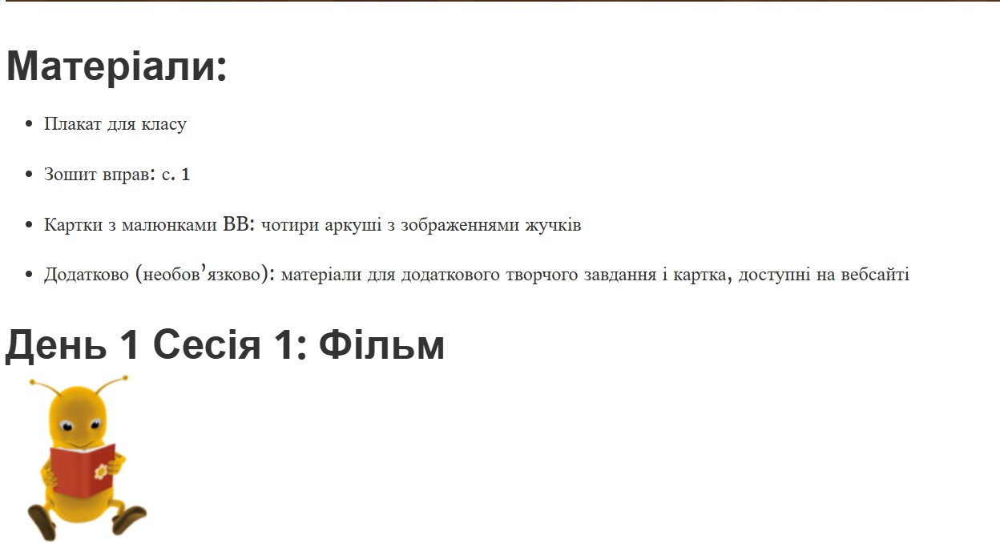 Матеріали:
Плакат для класу
Зошит вправ: с. 1
Картки з малюнками BB: чотири аркуші з зображеннями жучків
Додатково (необов’язково): матеріали для додаткового творчого завдання і картка, доступні на вебсайті
День 1 Сесія 1: Фільм